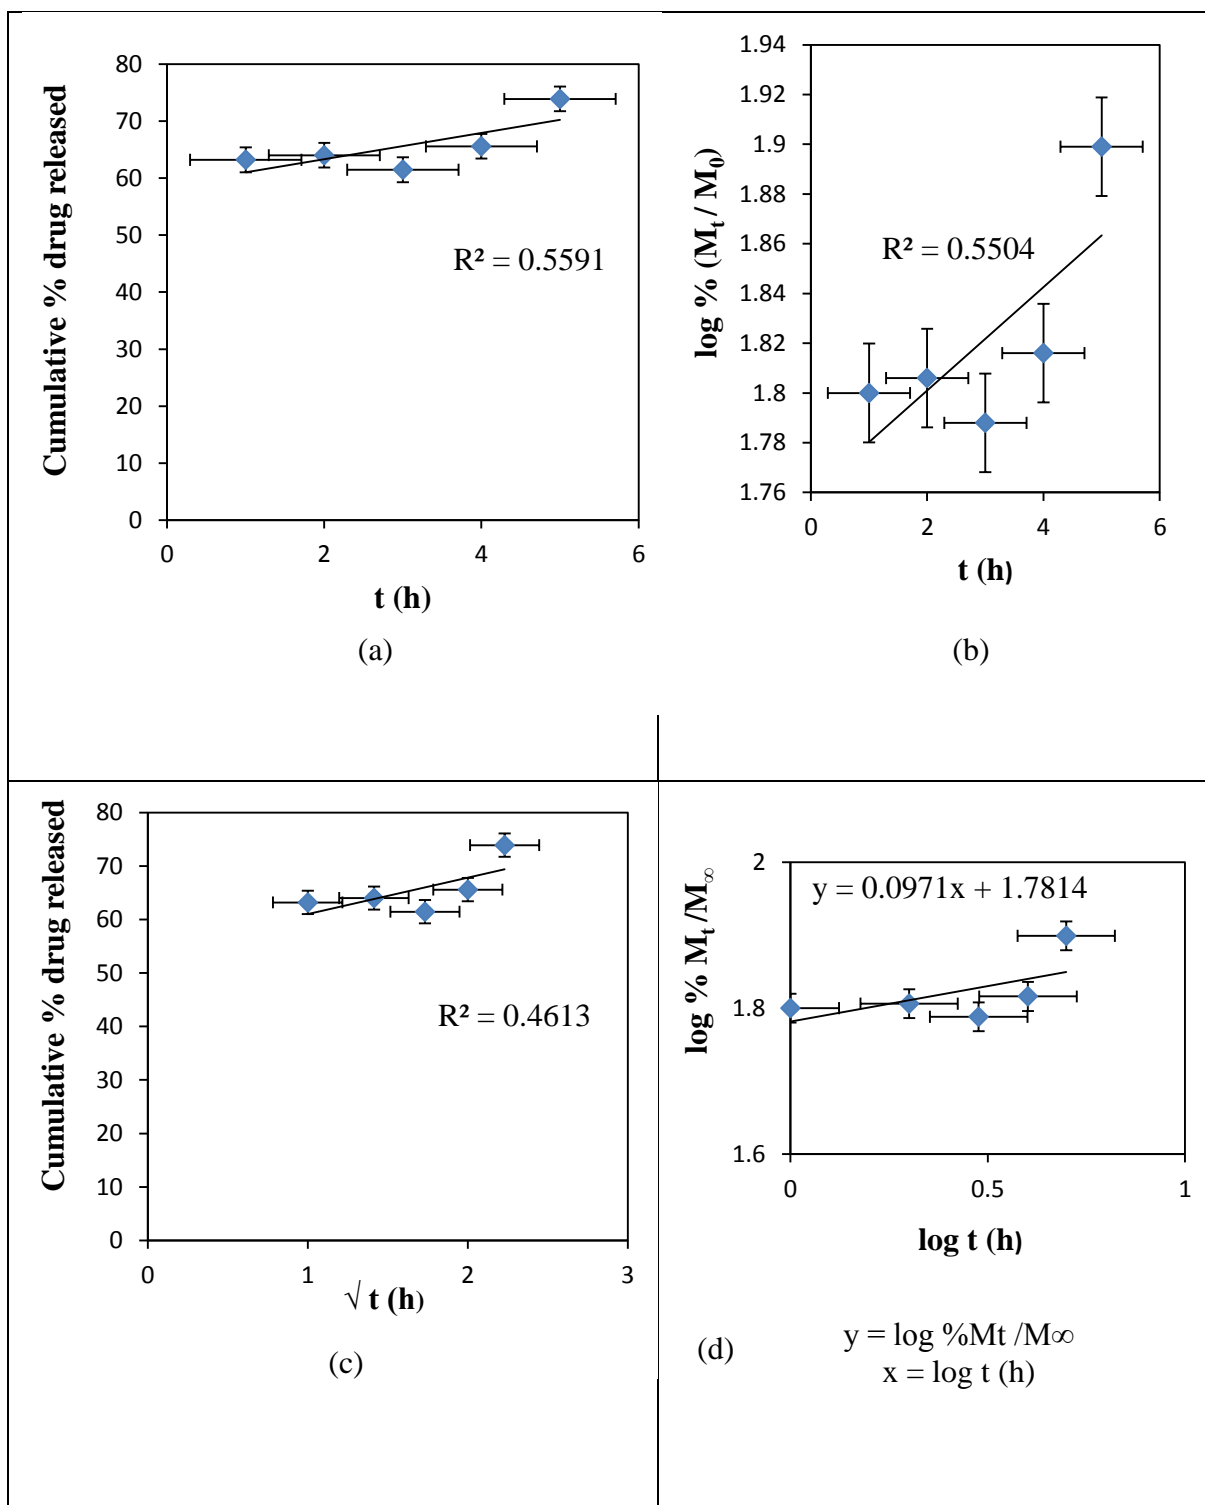 Cumulative % drug released
80
70
60
50
40
30
20
10
0
0 2 4 6
R² = 0.5591
t (h)
(a)
log % (Mt / M0)
1.94
1.92
1.9
1.88
1.86
1.84
1.82
1.8
1.78
1.76
0 2 4 6
R² = 0.5504
t (h)
(b)
Cumulative % drug released
80
70
60
50
40
30
20
10
0
0 1 2 3
R² = 0.4613
√ t (h)
(c)
log % Mt /M∞
2
1.8
1.6
0 0.5 1
y = 0.0971x + 1.7814
log t (h)
(d)
y = log %Mt /M∞
x = log t (h)